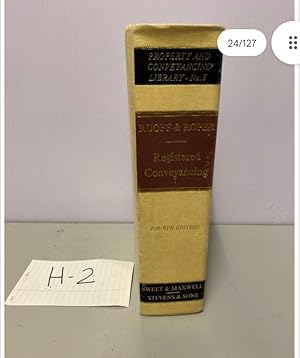 24/127
PROPERTY AND
CONVEYANCING
LIBRARY - No. 5
RUOFF & ROPER
Registered
Conveyancing
FOURTH EDITION
H-2
SWEET & MAXWELL
STEVENS & SONS